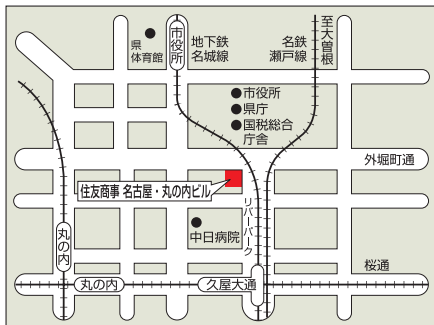 県
体育館
市役所
地下鉄
名城線
名鉄
瀬戸線
至大曽根
●市役所
●県庁
●国税総合
庁舎
外堀町通
住友商事 名古屋・丸の内ビル
リバーパーク
中日病院
丸の内
桜通
丸の内
久屋大通